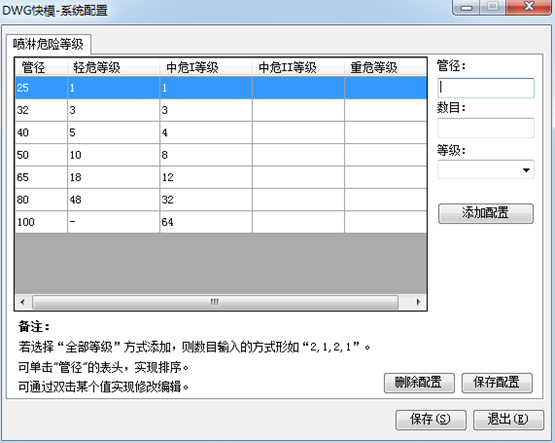 DWG快模-系统配置
喷淋危险等级
管径 轻危等级 中危I等级 中危II等级 重危等级
25 1 1
32 3 3
40 5 4
50 10 8
65 18 12
80 48 32
100 - 64
管径：
数目：
等级：
添加配置
备注：
若选择“全部等级”方式添加，则数目输入的方式形如“2,1,2,1”。
可单击“管径”的表头，实现排序。
可通过双击某个值实现修改编辑。
删除配置 保存配置
保存(S) 退出(E)